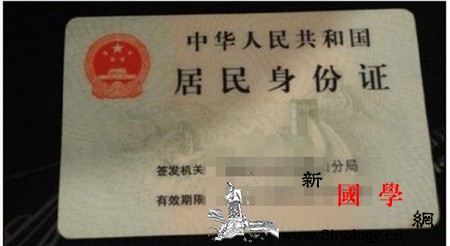 中华人民共和国
居民身份证
签发机关 分局
有效期限
新
國學
網